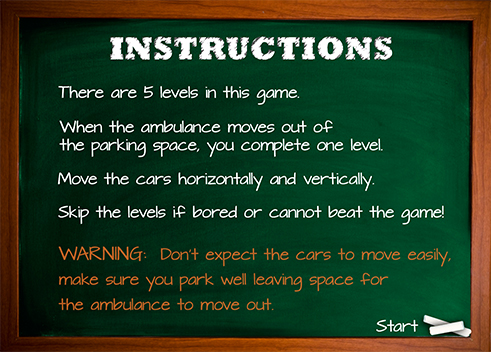 INSTRUCTIONS
There are 5 levels in this game.
When the ambulance moves out of
the parking space, you complete one level.
Move the cars horizontally and vertically.
Skip the levels if bored or cannot beat the game!
WARNING: Don't expect the cars to move easily,
make sure you park well leaving space for
the ambulance to move out.
Start